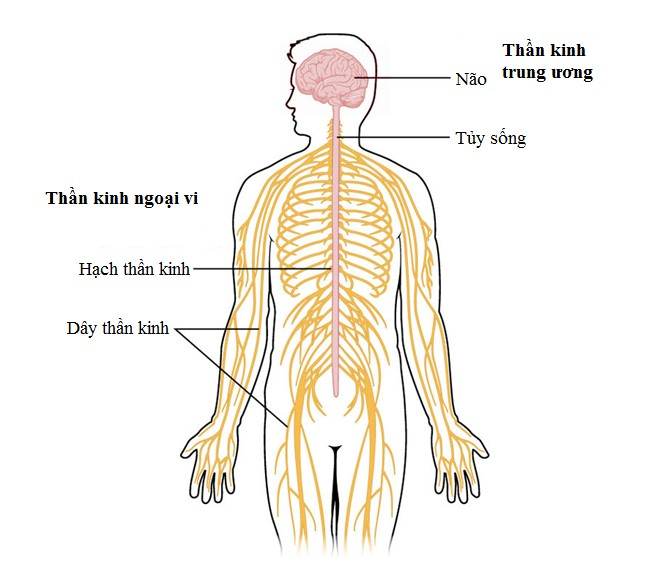 Thần kinh
trung ương
Não
Tủy sống
Thần kinh ngoại vi
Hạch thần kinh
Dây thần kinh